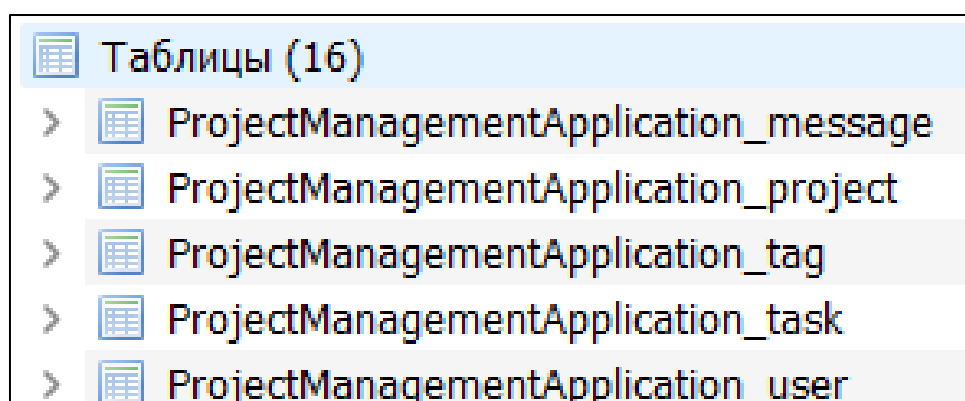 Таблицы (16)
ProjectManagementApplication_message
ProjectManagementApplication_project
ProjectManagementApplication_tag
ProjectManagementApplication_task
ProjectManagementApplication_user